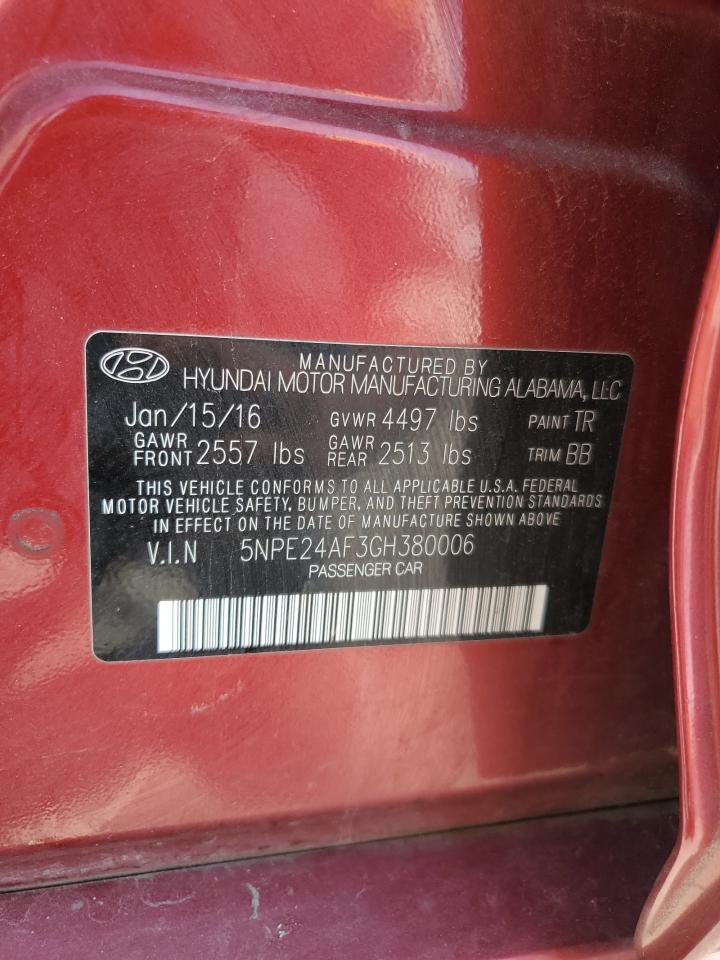 MANUFACTURED BY
HYUNDAI MOTOR MANUFACTURING ALABAMA, LLC
Jan/15/16 GVWR 4497 lbs PAINT TR
GAWR FRONT 2557 lbs GAWR REAR 2513 lbs TRIM BB
THIS VEHICLE CONFORMS TO ALL APPLICABLE U.S.A. FEDERAL
MOTOR VEHICLE SAFETY, BUMPER, AND THEFT PREVENTION STANDARDS
IN EFFECT ON THE DATE OF MANUFACTURE SHOWN ABOVE
V.I.N 5NPE24AF3GH380006
PASSENGER CAR